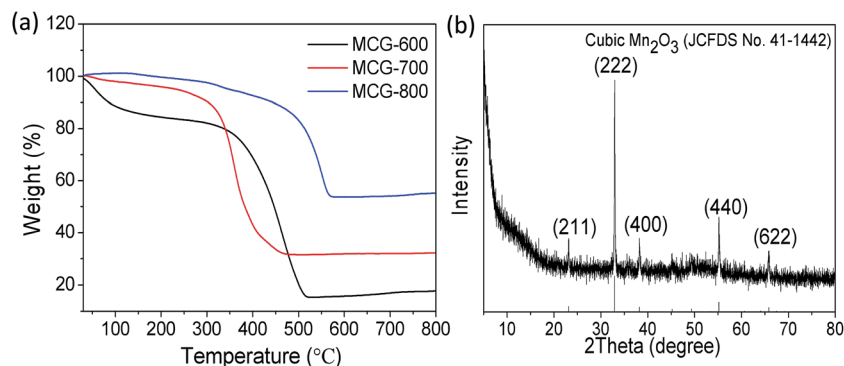 (a)
120
100
80
60
40
20
Weight (%)
MCG-600
MCG-700
MCG-800
100 200 300 400 500 600 700 800
Temperature (°C)
(b)
Intensity
Cubic Mn₂O₃ (JCFDS No. 41-1442)
(222)
(211)
(400)
(440)
(622)
10 20 30 40 50 60 70 80
2Theta (degree)